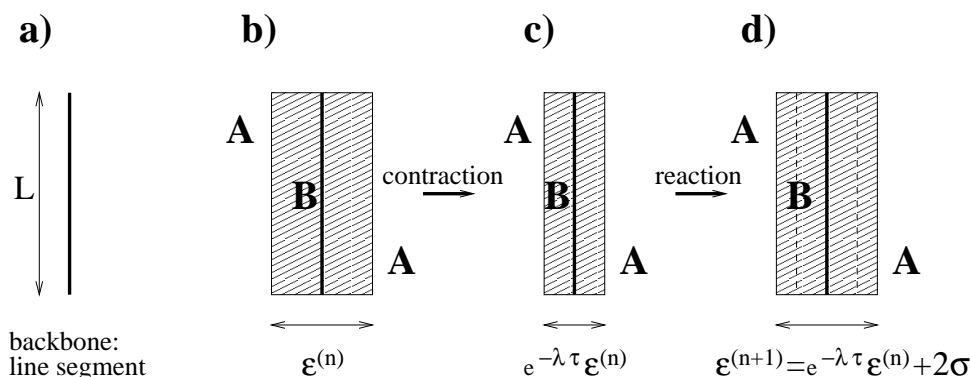 a) b) c) d)
A A A
L B contraction B reaction B
A A A
backbone:
line segment ε⁽ⁿ⁾ e^{-λτ}ε⁽ⁿ⁾ ε⁽ⁿ⁺¹⁾=e^{-λτ}ε⁽ⁿ⁾+2σ